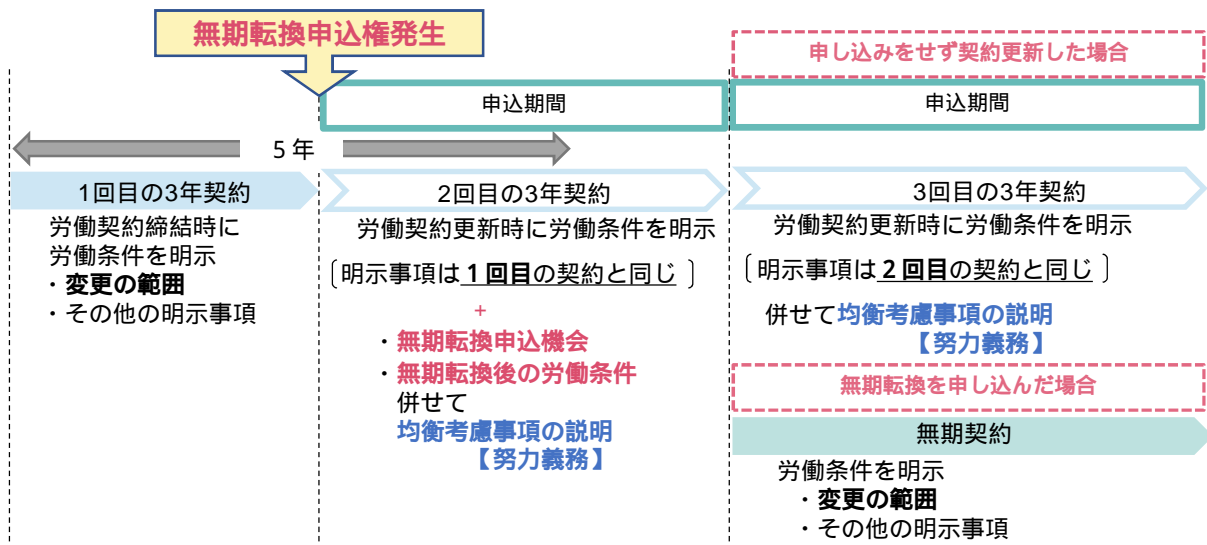 無期転換申込権発生
申し込みをせず契約更新した場合
申込期間
申込期間
5年
1回目の3年契約
労働契約締結時に
労働条件を明示
・変更の範囲
・その他の明示事項
2回目の3年契約
労働契約更新時に労働条件を明示
〔明示事項は1回目の契約と同じ〕
+
・無期転換申込機会
・無期転換後の労働条件
併せて
均衡考慮事項の説明
【努力義務】
3回目の3年契約
労働契約更新時に労働条件を明示
〔明示事項は2回目の契約と同じ〕
併せて均衡考慮事項の説明
【努力義務】
無期転換を申し込んだ場合
無期契約
労働条件を明示
・変更の範囲
・その他の明示事項